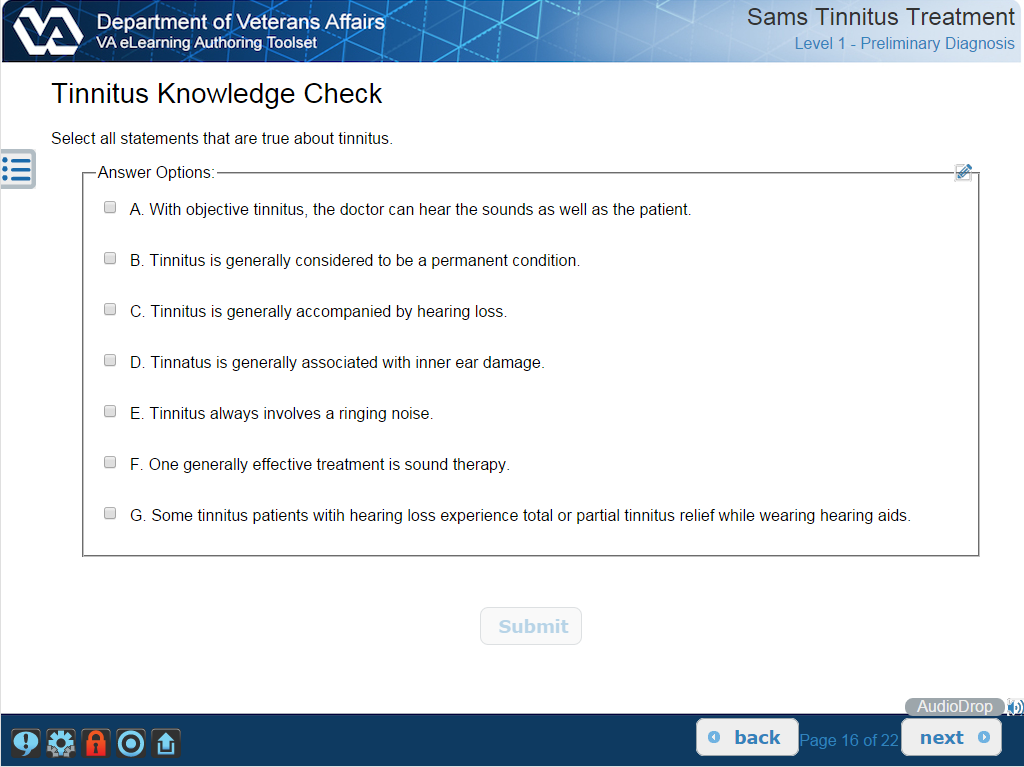 Department of Veterans Affairs
VA eLearning Authoring Toolset
Sams Tinnitus Treatment
Level 1 - Preliminary Diagnosis
Tinnitus Knowledge Check
Select all statements that are true about tinnitus.
Answer Options:
A. With objective tinnitus, the doctor can hear the sounds as well as the patient.
B. Tinnitus is generally considered to be a permanent condition.
C. Tinnitus is generally accompanied by hearing loss.
D. Tinnatus is generally associated with inner ear damage.
E. Tinnitus always involves a ringing noise.
F. One generally effective treatment is sound therapy.
G. Some tinnitus patients witih hearing loss experience total or partial tinnitus relief while wearing hearing aids.
Submit
AudioDrop
back
Page 16 of 22
next